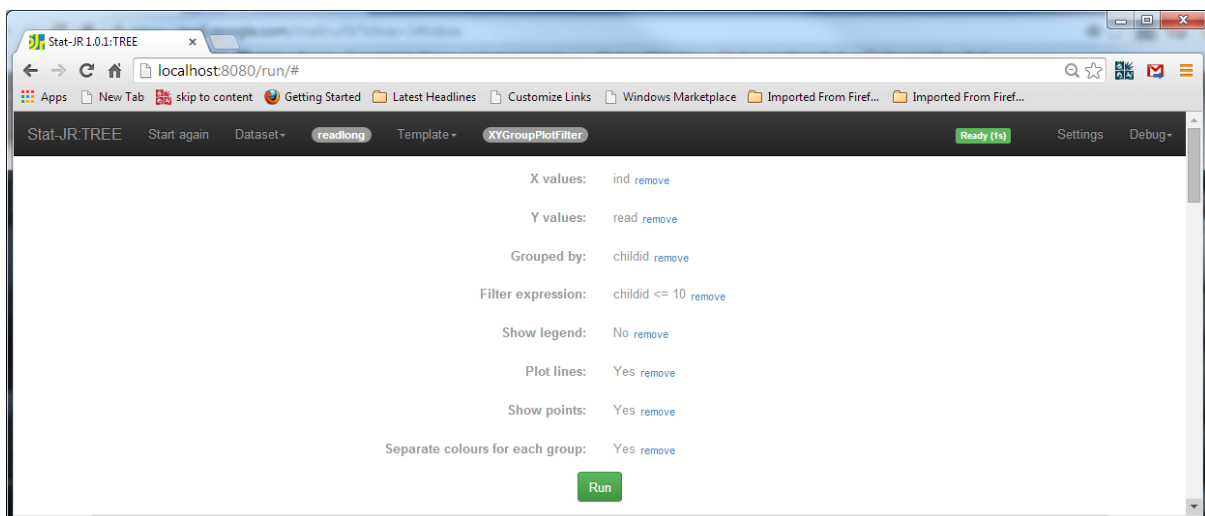 Stat-JR 1.0.1:TREE
localhost:8080/run/#
Apps New Tab skip to content Getting Started Latest Headlines Customize Links Windows Marketplace Imported From Firef... Imported From Firef...
Stat-JR:TREE Start again Dataset readlong Template XYGroupPlotFilter Ready (1s) Settings Debug
X values: ind remove
Y values: read remove
Grouped by: childid remove
Filter expression: childid <= 10 remove
Show legend: No remove
Plot lines: Yes remove
Show points: Yes remove
Separate colours for each group: Yes remove
Run